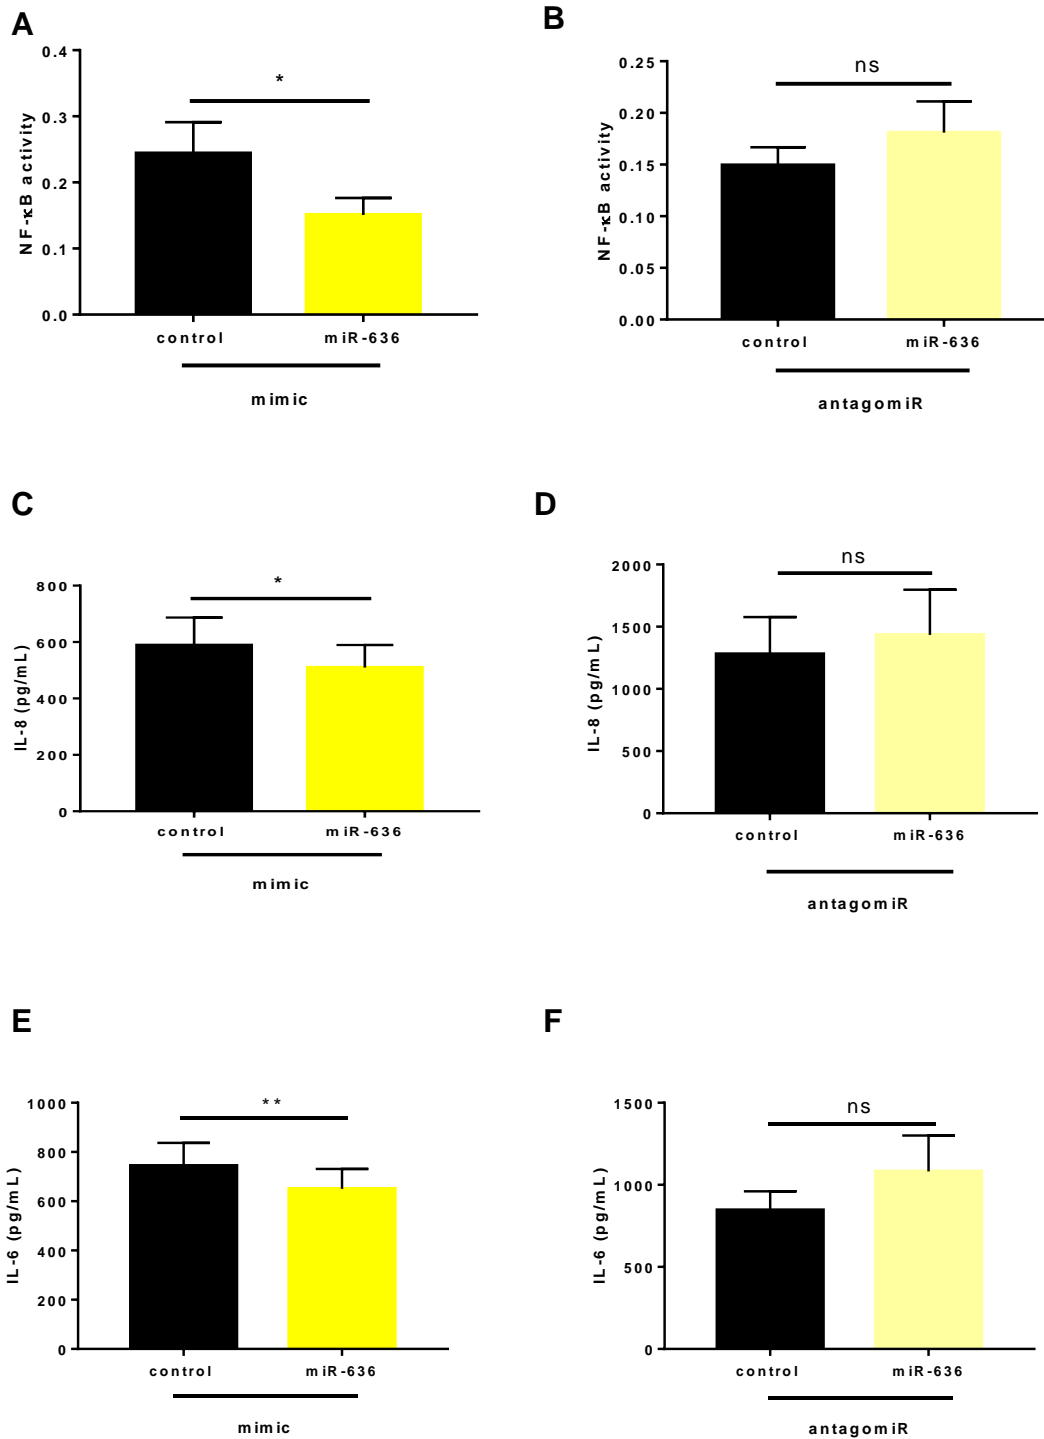 A
NF-κB activity
0.4
0.3
0.2
0.1
0.0
*
control
miR-636
mimic
B
NF-κB activity
0.25
0.20
0.15
0.10
0.05
0.00
ns
control
miR-636
antagomiR
C
IL-8 (pg/mL)
800
600
400
200
0
*
control
miR-636
mimic
D
IL-8 (pg/mL)
2000
1500
1000
500
0
ns
control
miR-636
antagomiR
E
IL-6 (pg/mL)
1000
800
600
400
200
0
**
control
miR-636
mimic
F
IL-6 (pg/mL)
1500
1000
500
0
ns
control
miR-636
antagomiR